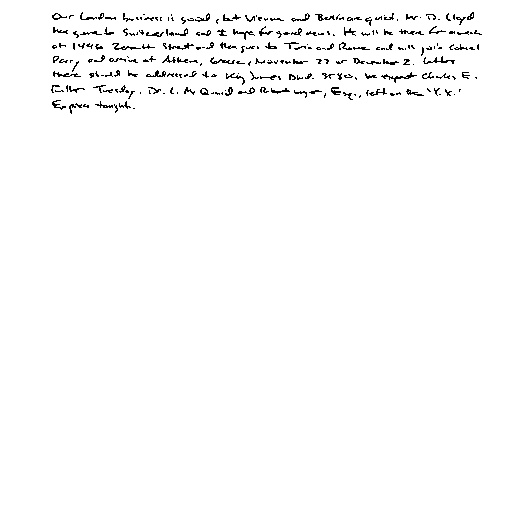 Our London business is good, but Vienna and Berlin are quiet. Mr. D. Lloyd
has gone to Switzerland and I hope for good news. He will be there for a week
at 1496 Zermott Street and then goes to Turin and Rome and will join Colonel
Parry and arrive at Athens, Greece, November 27 or December 2. Letters
there should be addressed to King James Blvd. 3580. We expect Charles E.
Fuller Tuesday. Dr. L. McQuaid and Robert Unger, Esq., left on the "Y.X."
Express tonight.